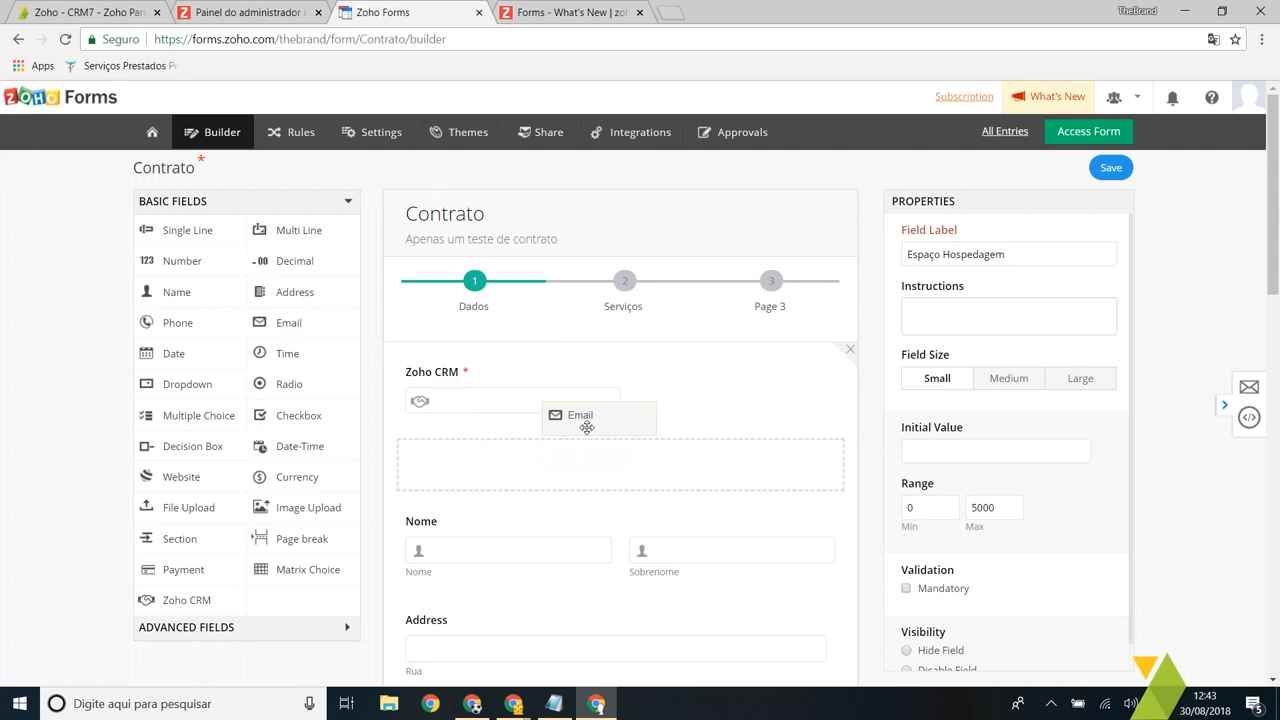 Zoho - CRM7 - Zoho Par
Painel do administrador
Zoho Forms
Forms - What's New | zo
TheBrand
Seguro
https://forms.zoho.com/thebrand/form/Contrato/builder
Apps
Serviços Prestados Pe
ZOHO Forms
Subscription
What's New
Builder
Rules
Settings
Themes
Share
Integrations
Approvals
All Entries
Access Form
Contrato *
Save
BASIC FIELDS
Single Line
Multi Line
123 Number
.00 Decimal
Name
Address
Phone
Email
Date
Time
Dropdown
Radio
Multiple Choice
Checkbox
Decision Box
Date-Time
Website
Currency
File Upload
Image Upload
Section
Page break
Payment
Matrix Choice
Zoho CRM
ADVANCED FIELDS
Contrato
Apenas um teste de contrato
1
2
3
Dados
Serviços
Page 3
Zoho CRM *
Email
Nome
Nome
Sobrenome
Address
Rua
PROPERTIES
Field Label
Espaço Hospedagem
Instructions
Field Size
Small
Medium
Large
Initial Value
Range
0
5000
Min
Max
Validation
Mandatory
Visibility
Hide Field
Disable Field
Digite aqui para pesquisar
12:43
30/08/2018
5